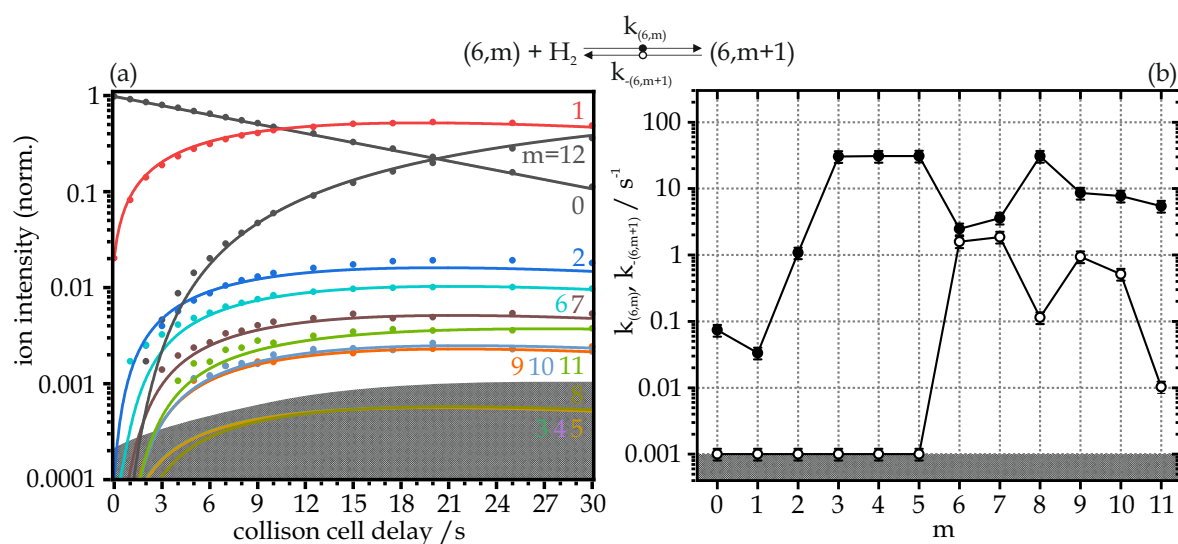 k(6,m)
(6,m) + H2 (6,m+1)
k-(6,m+1)
(a)
(b)
ion intensity (norm.)
1
0.1
0.01
0.001
0.0001
1
m=12
0
2
6 7
9 10 11
8
3 4 5
0 3 6 9 12 15 18 21 24 27 30
collision cell delay /s
k(6,m), k-(6,m+1) / s-1
100
10
1
0.1
0.01
0.001
0 1 2 3 4 5 6 7 8 9 10 11
m